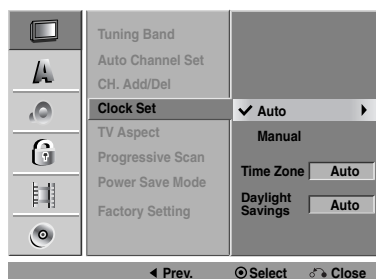 Tuning Band
Auto Channel Set
CH. Add/Del
Clock Set
TV Aspect
Progressive Scan
Power Save Mode
Factory Setting
Auto
Manual
Time Zone Auto
Daylight
Savings Auto
Prev. Select Close